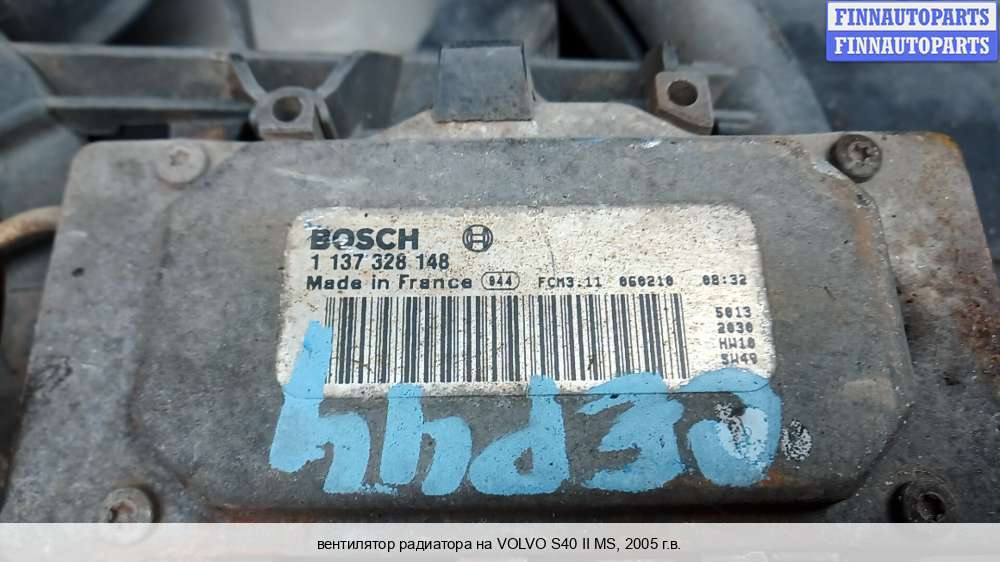 FINNAUTOPARTS
FINNAUTOPARTS
BOSCH
1 137 328 148
Made in France 044 FCM3.11 060210 08:32
5013
2030
HW10
SW40
вентилятор радиатора на VOLVO S40 II MS, 2005 г.в.